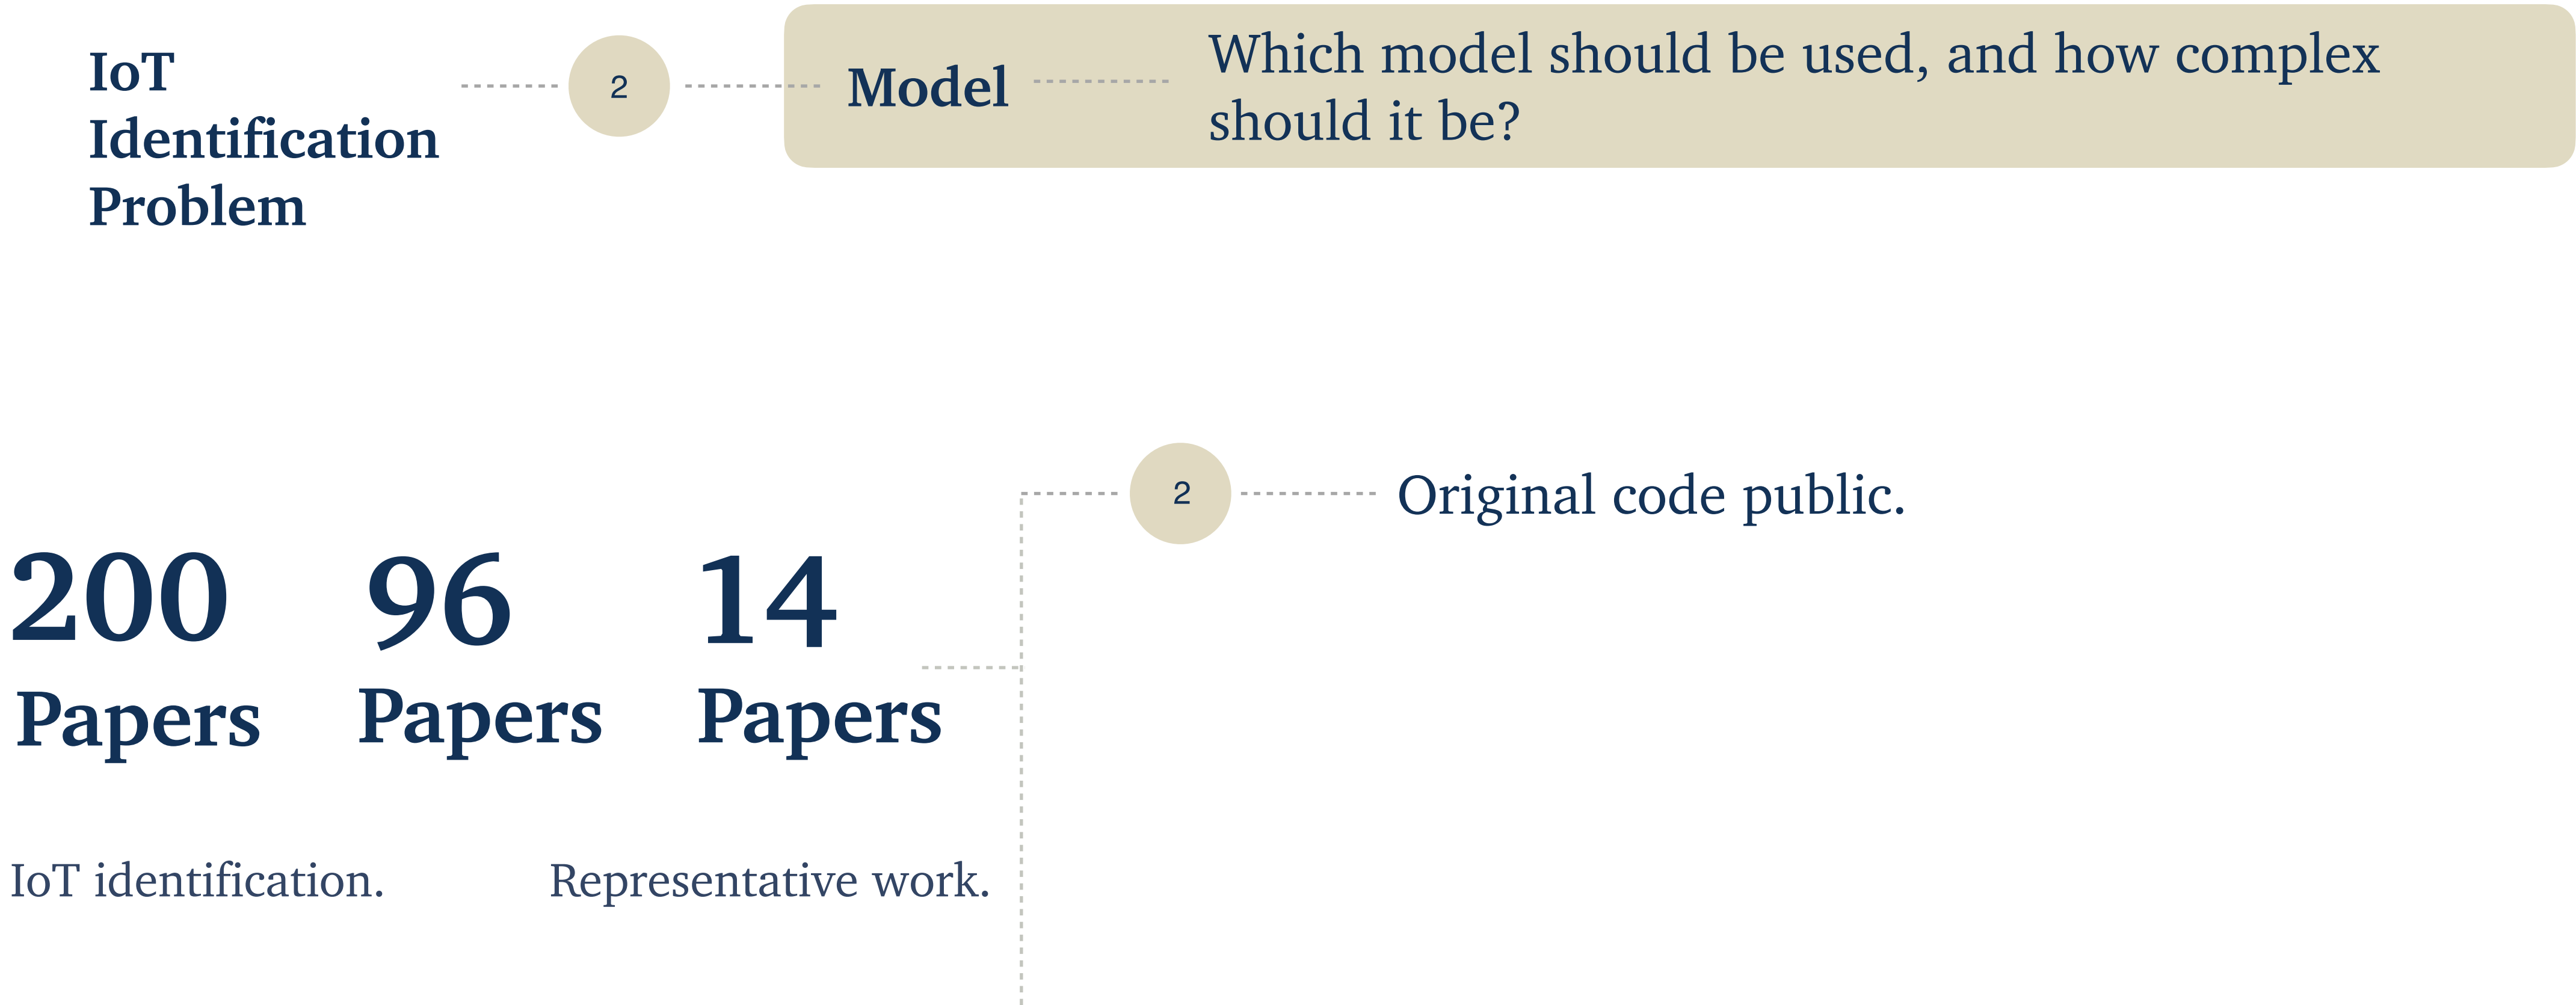 IoT
Identification
Problem
2
Model
Which model should be used, and how complex
should it be?
2
Original code public.
200
Papers
96
Papers
14
Papers
IoT identification.
Representative work.